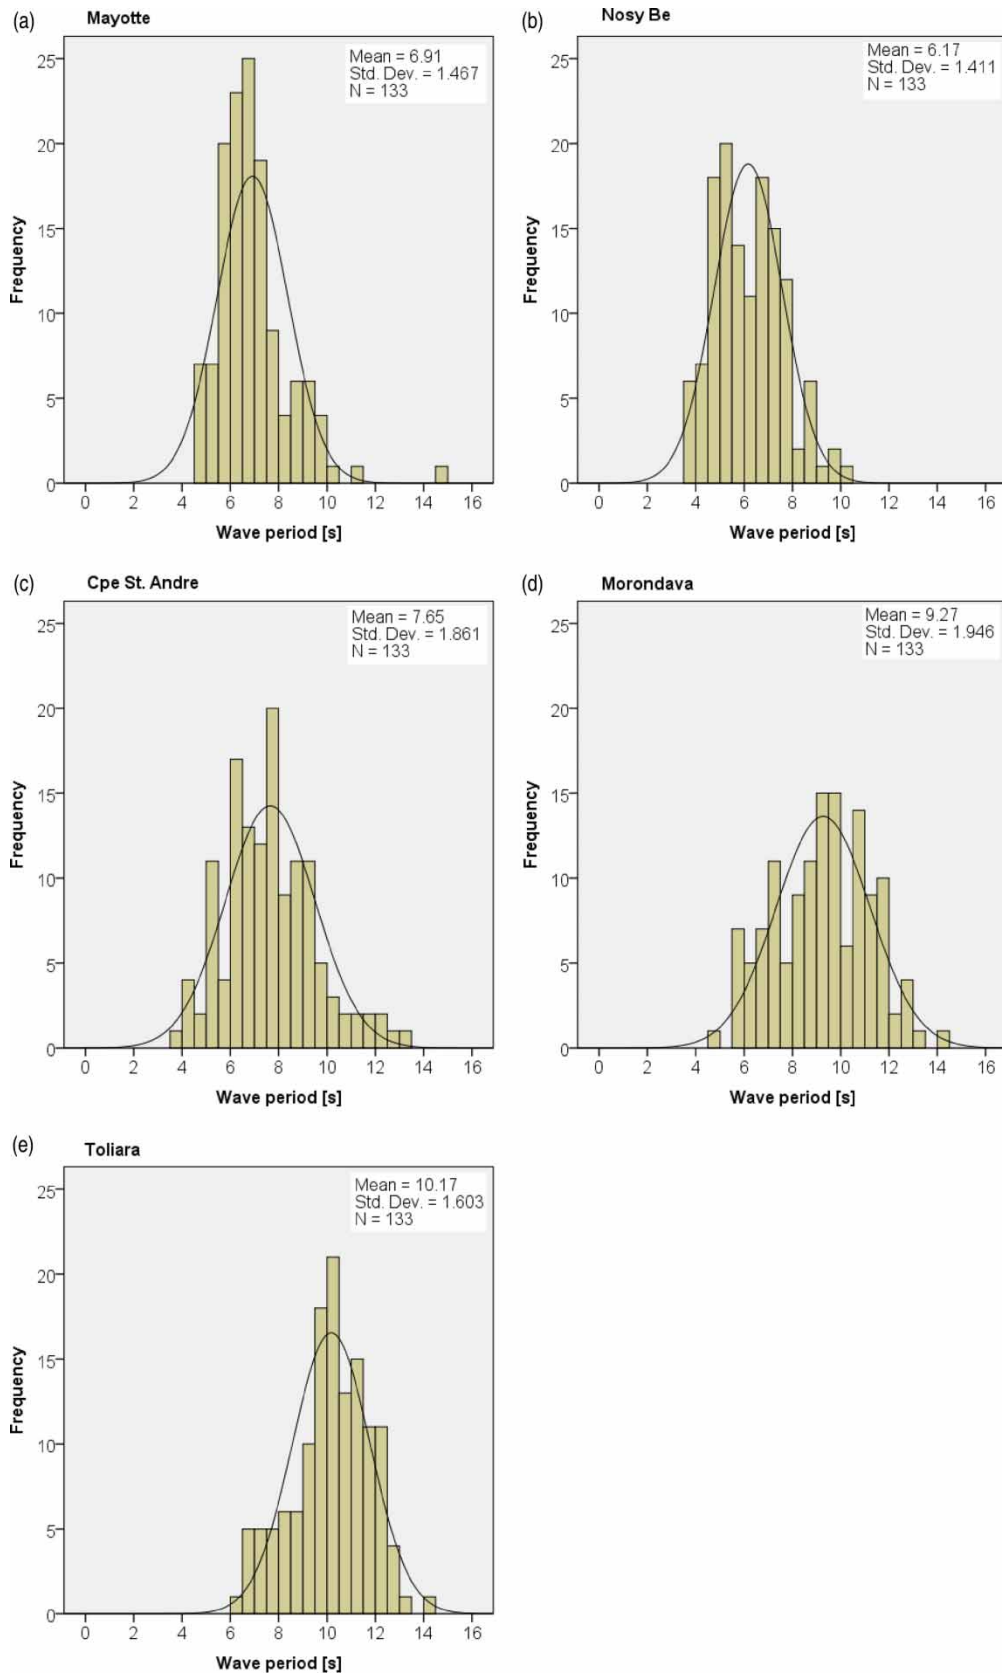 (a) Mayotte
Mean = 6.91
Std. Dev. = 1.467
N = 133
25
20
15
10
5
0
Frequency
0 2 4 6 8 10 12 14 16
Wave period [s]
(b) Nosy Be
Mean = 6.17
Std. Dev. = 1.411
N = 133
25
20
15
10
5
0
Frequency
0 2 4 6 8 10 12 14 16
Wave period [s]
(c) Cpe St. Andre
Mean = 7.65
Std. Dev. = 1.861
N = 133
25
20
15
10
5
0
Frequency
0 2 4 6 8 10 12 14 16
Wave period [s]
(d) Morondava
Mean = 9.27
Std. Dev. = 1.946
N = 133
25
20
15
10
5
0
Frequency
0 2 4 6 8 10 12 14 16
Wave period [s]
(e) Toliara
Mean = 10.17
Std. Dev. = 1.603
N = 133
25
20
15
10
5
0
Frequency
0 2 4 6 8 10 12 14 16
Wave period [s]